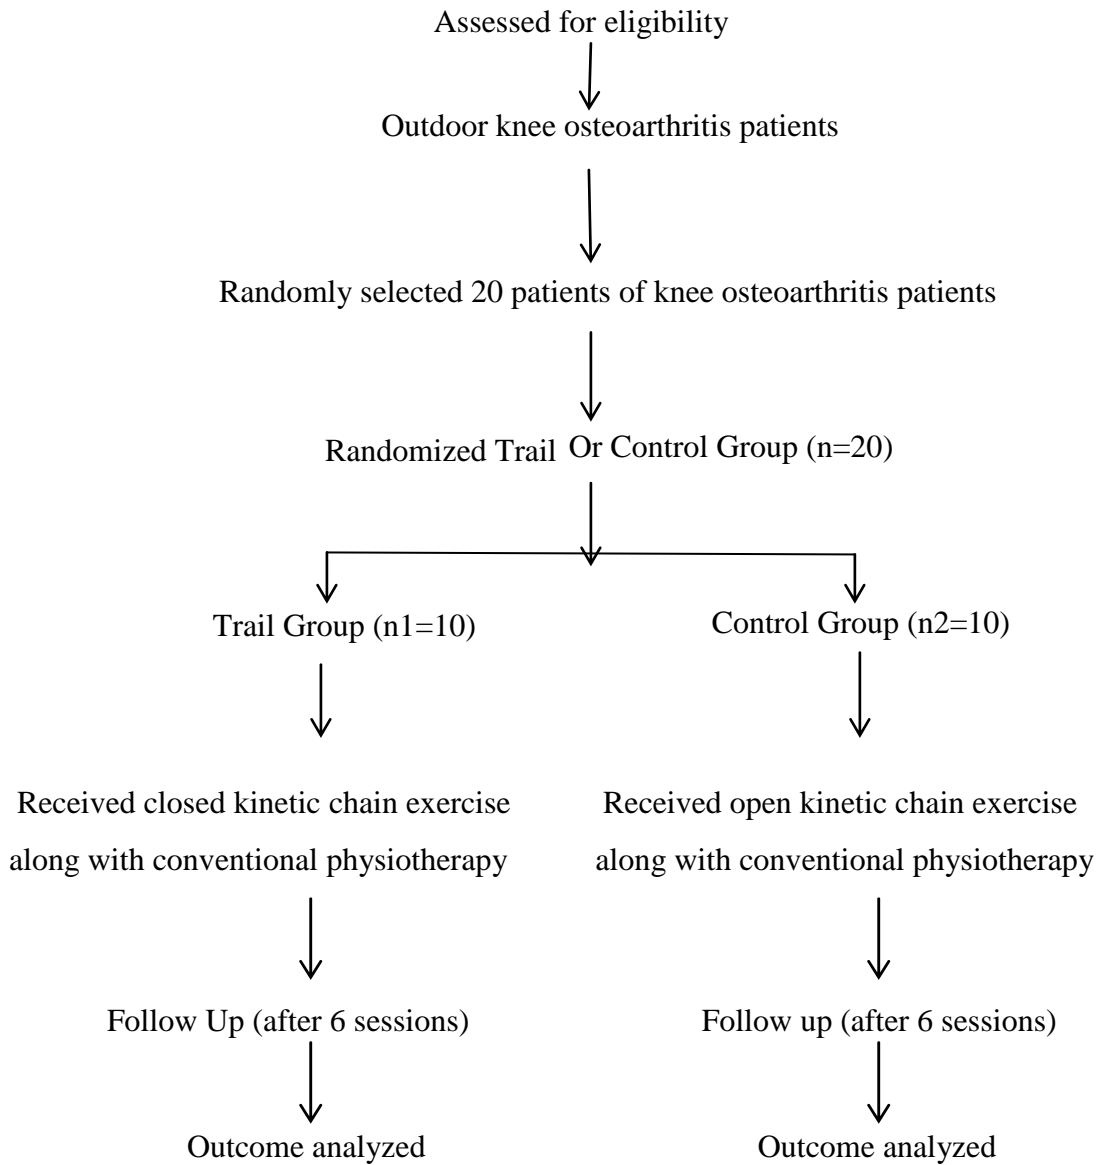 Assessed for eligibility
Outdoor knee osteoarthritis patients
Randomly selected 20 patients of knee osteoarthritis patients
Randomized Trail Or Control Group (n=20)
Trail Group (n1=10)
Control Group (n2=10)
Received closed kinetic chain exercise
along with conventional physiotherapy
Received open kinetic chain exercise
along with conventional physiotherapy
Follow Up (after 6 sessions)
Follow up (after 6 sessions)
Outcome analyzed
Outcome analyzed